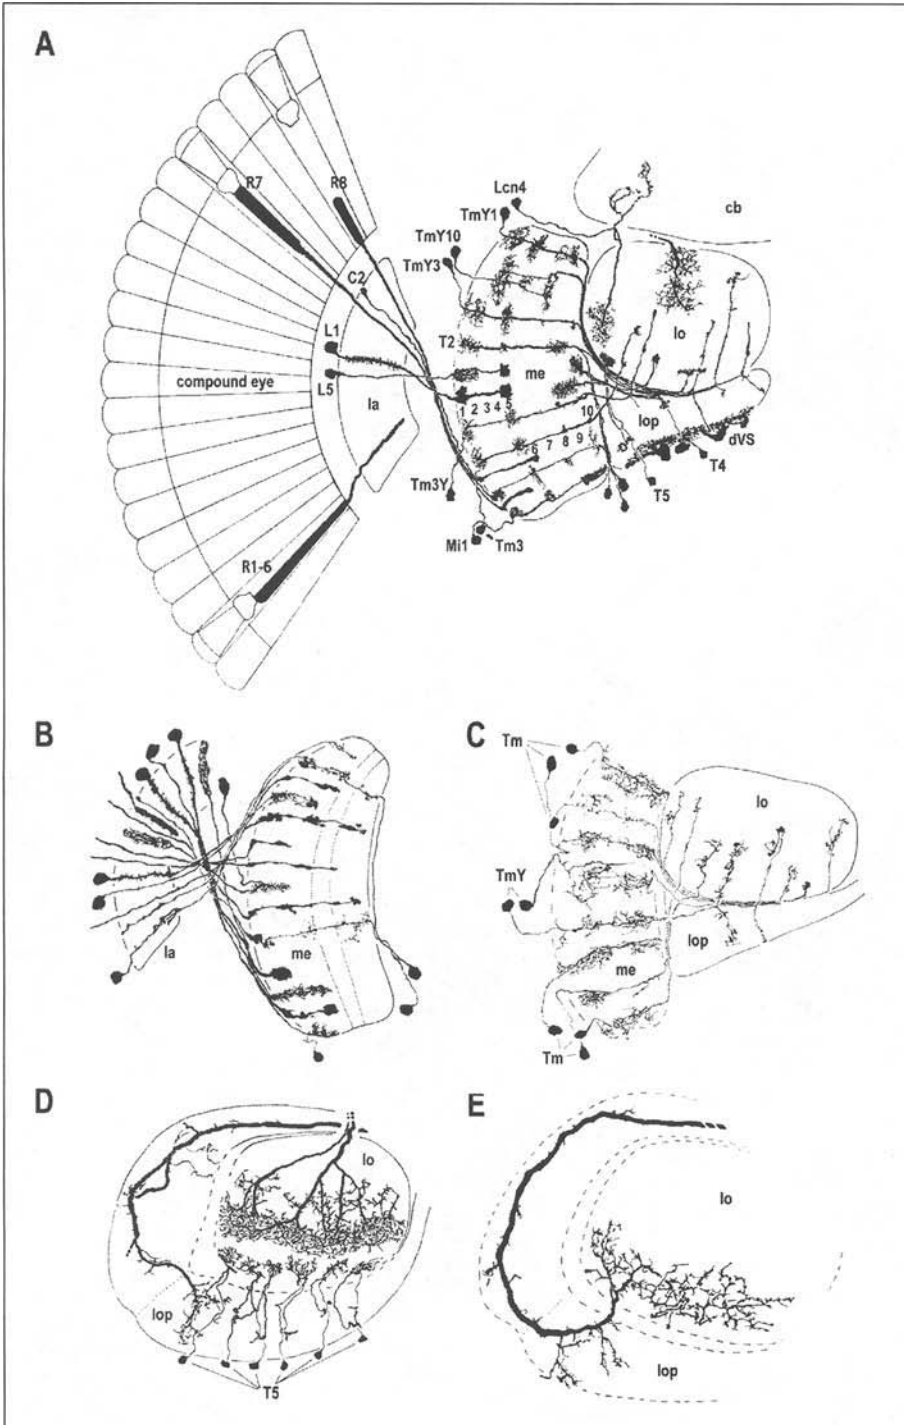 A
R7
R8
Lcn4
TmY1
cb
TmY10
TmY3
C2
L1
T2
lo
compound eye
L5
la
me
1 2 3 4 5
10
lop
6 7 8 9
dVS
T4
Tm3Y
T5
Mi1
Tm3
R1-6
B
C
Tm
lo
TmY
la
me
lop
me
Tm
D
E
lo
lo
lop
lop
T5